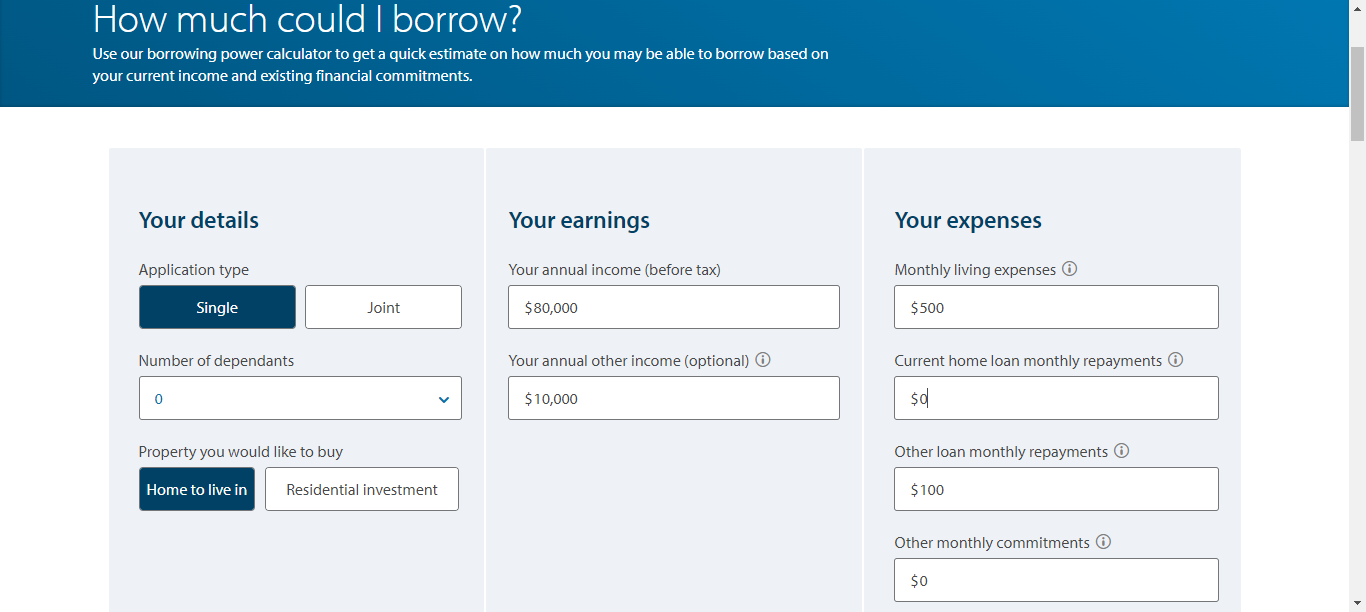 How much could I borrow?
Use our borrowing power calculator to get a quick estimate on how much you may be able to borrow based on
your current income and existing financial commitments.
Your details
Application type
Single
Joint
Number of dependants
0
Property you would like to buy
Home to live in
Residential investment
Your earnings
Your annual income (before tax)
$80,000
Your annual other income (optional)
$10,000
Your expenses
Monthly living expenses
$500
Current home loan monthly repayments
$0
Other loan monthly repayments
$100
Other monthly commitments
$0